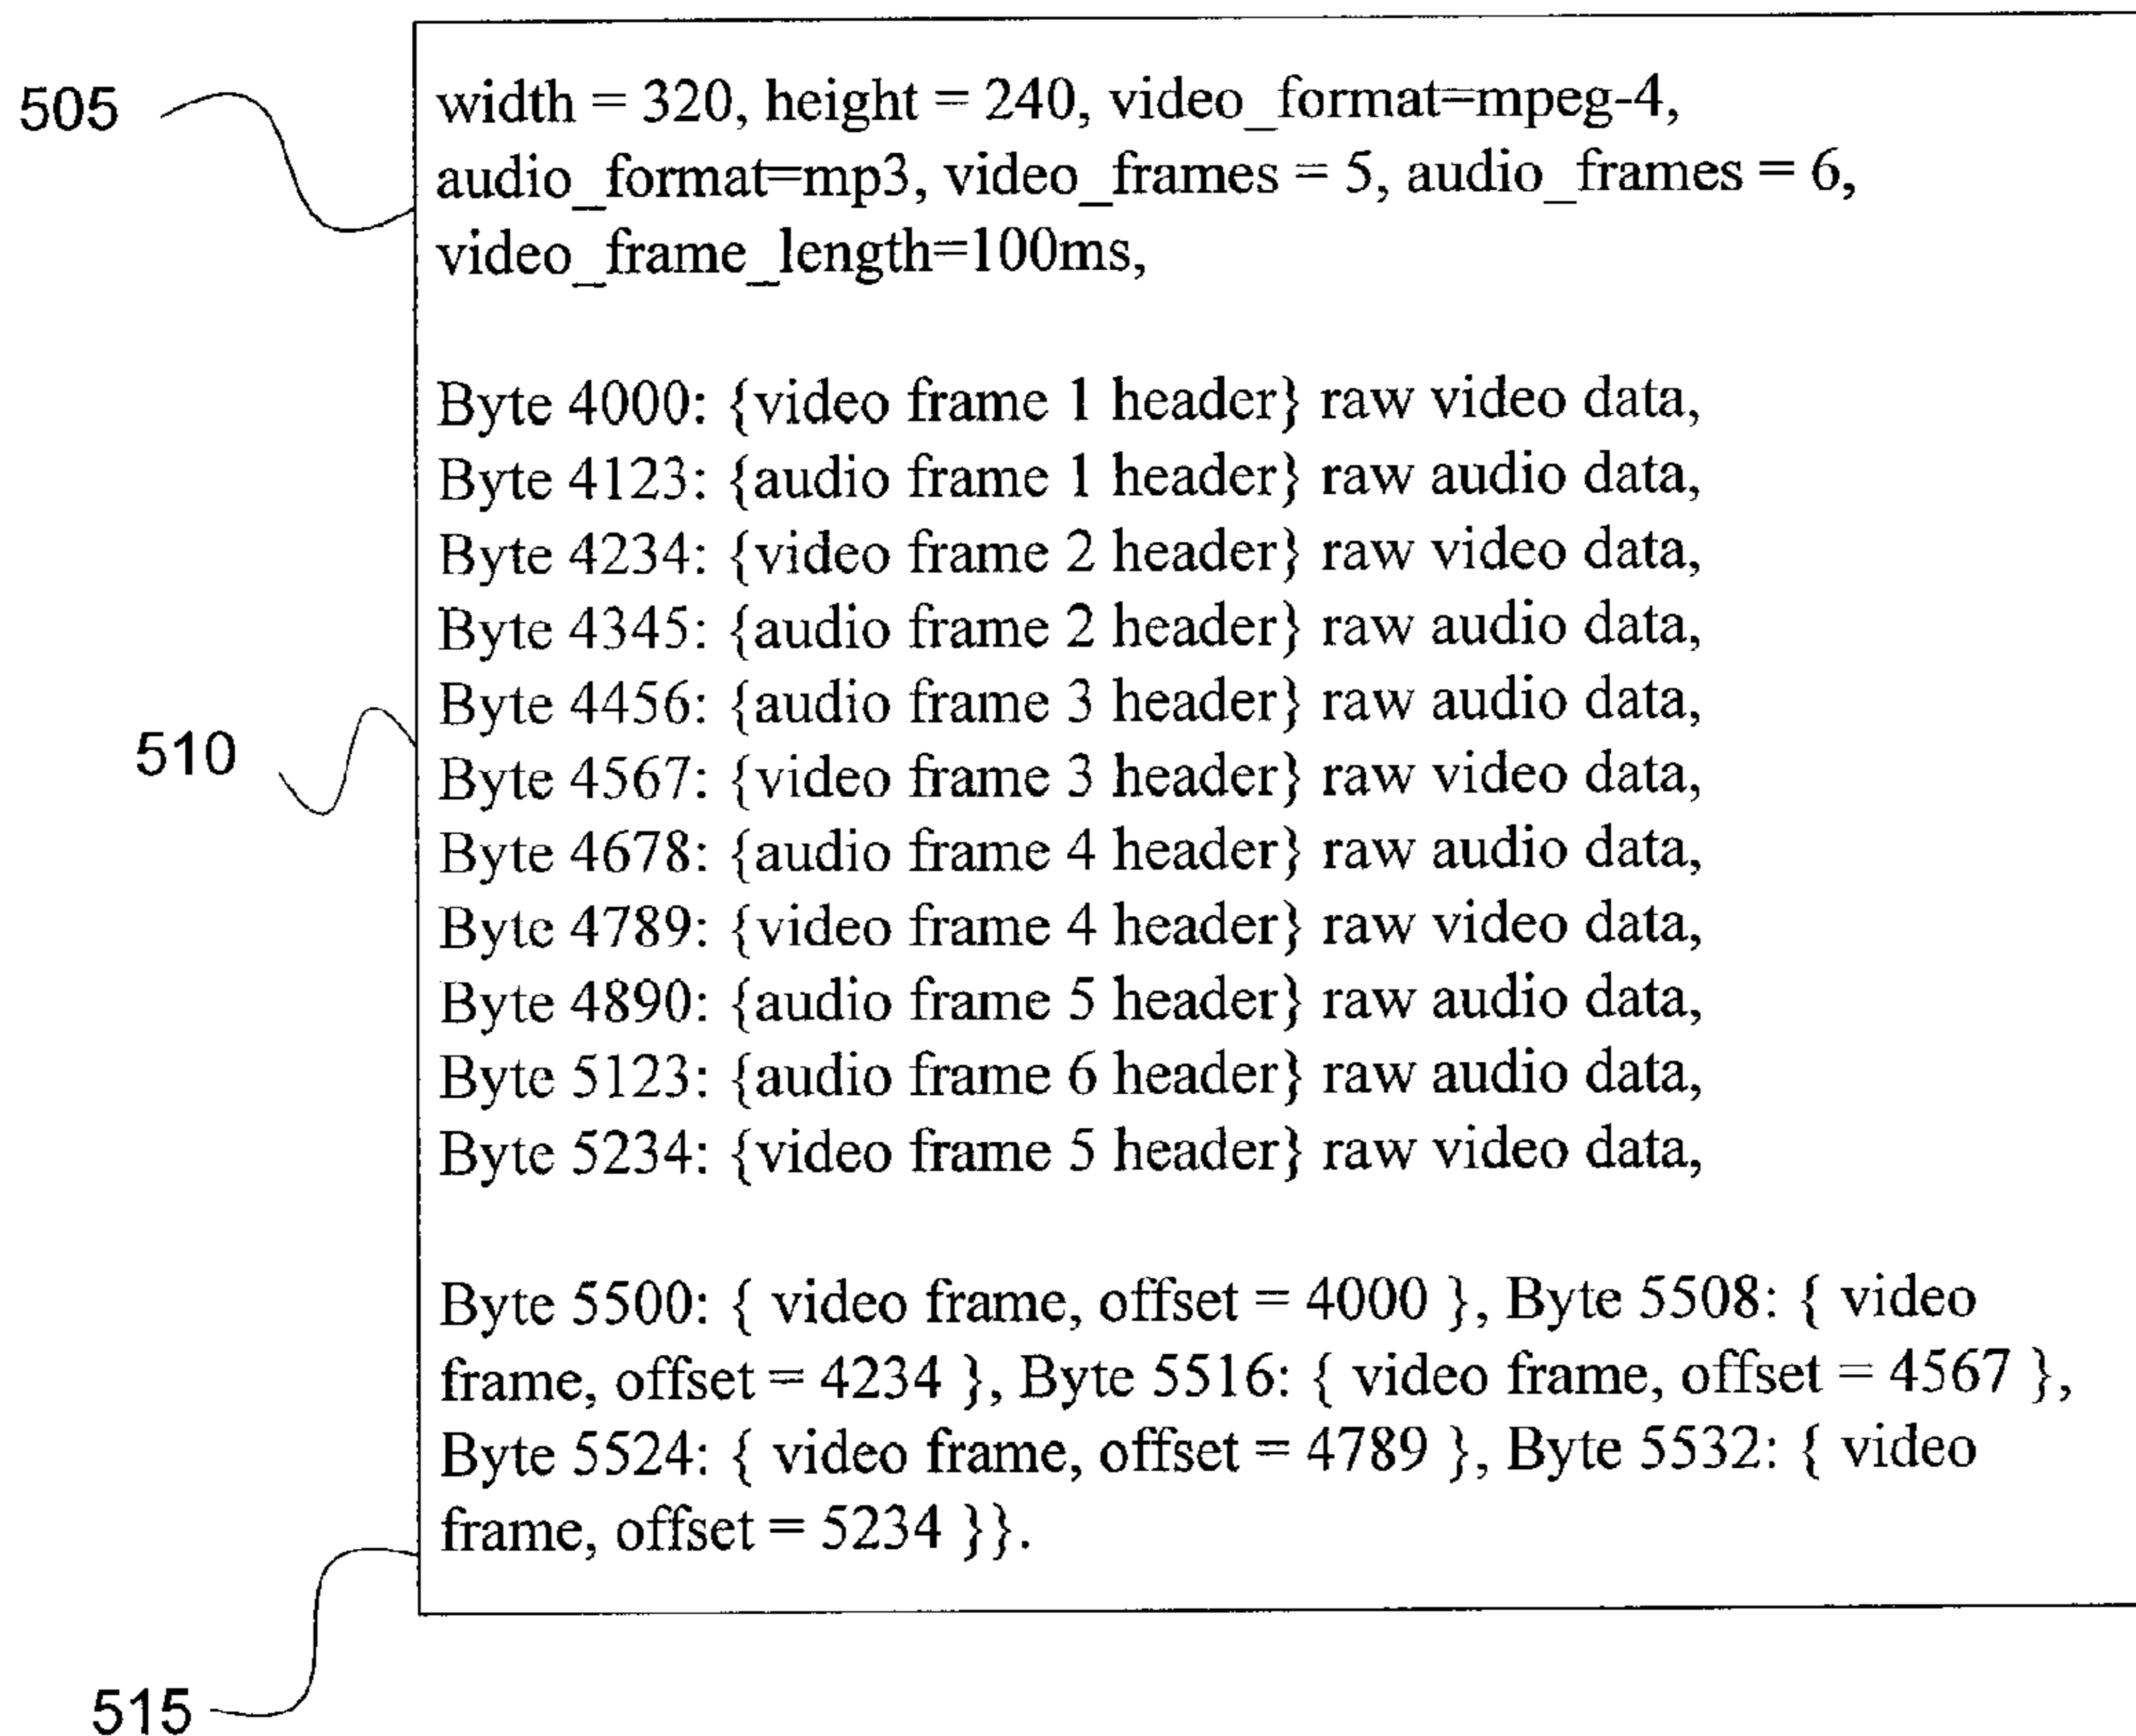 505
width = 320, height = 240, video_format=mpeg-4,
audio_format=mp3, video_frames = 5, audio_frames = 6,
video_frame_length=100ms,
Byte 4000: {video frame 1 header} raw video data,
Byte 4123: {audio frame 1 header} raw audio data,
Byte 4234: {video frame 2 header} raw video data,
Byte 4345: {audio frame 2 header} raw audio data,
Byte 4456: {audio frame 3 header} raw audio data,
510
Byte 4567: {video frame 3 header} raw video data,
Byte 4678: {audio frame 4 header} raw audio data,
Byte 4789: {video frame 4 header} raw video data,
Byte 4890: {audio frame 5 header} raw audio data,
Byte 5123: {audio frame 6 header} raw audio data,
Byte 5234: {video frame 5 header} raw video data,
Byte 5500: { video frame, offset = 4000 }, Byte 5508: { video
frame, offset = 4234 }, Byte 5516: { video frame, offset = 4567 },
Byte 5524: { video frame, offset = 4789 }, Byte 5532: { video
frame, offset = 5234 }}.
515